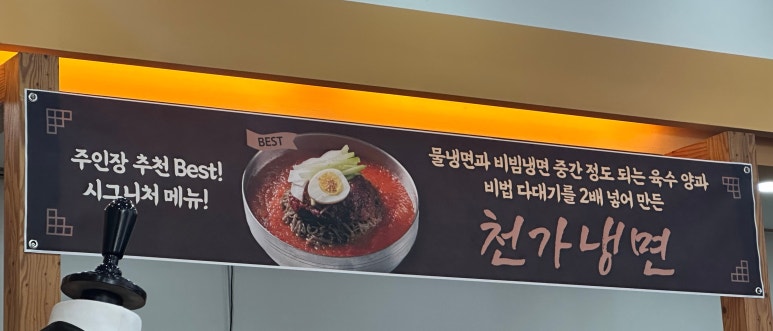 주인장 추천 Best!
시그니처 메뉴!
BEST
물냉면과 비빔냉면 중간 정도 되는 육수 양과
비법 다대기를 2배 넣어 만든
천가냉면